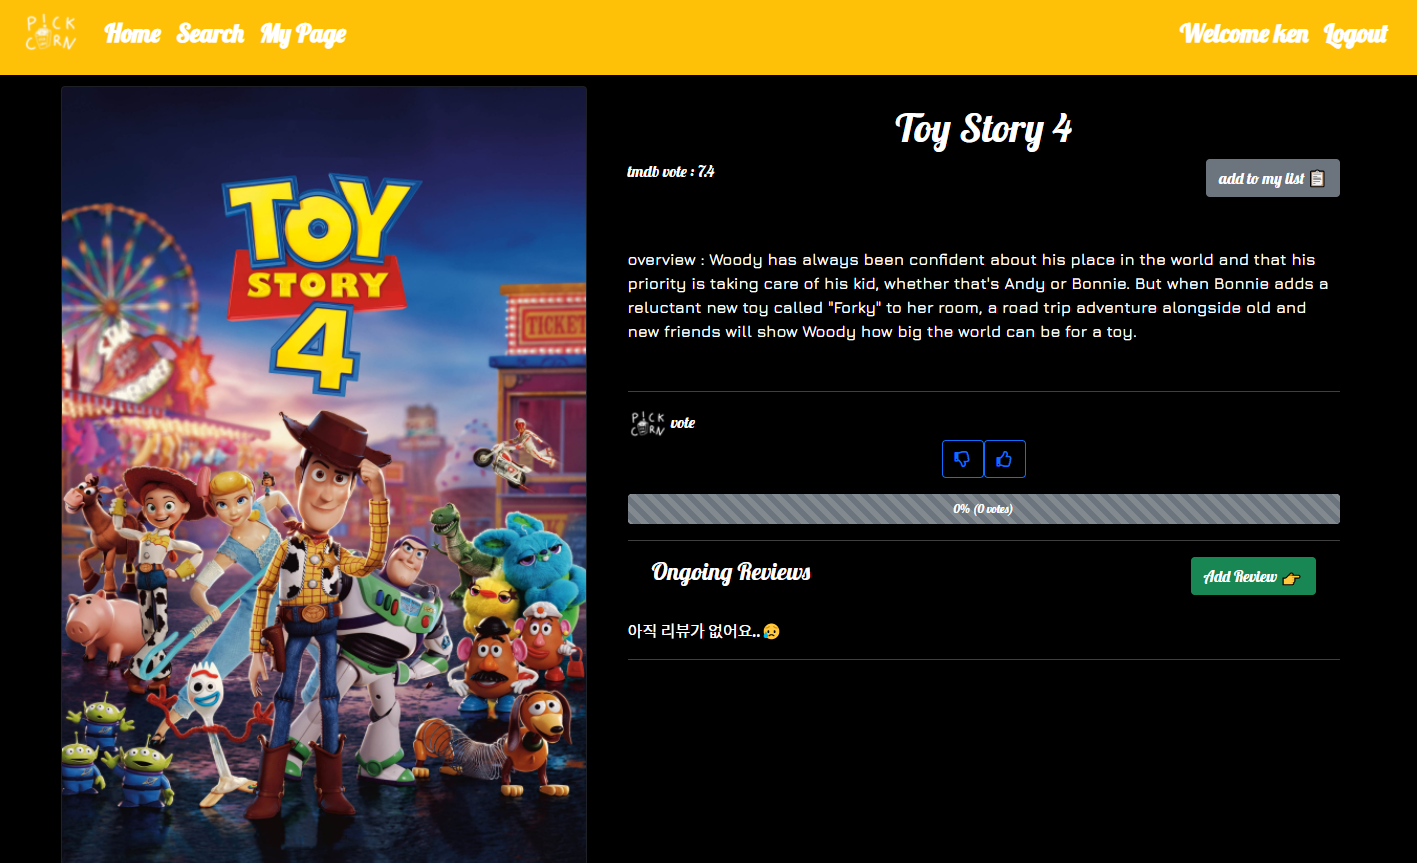 P!CK
CORN
Home Search My Page
Welcome ken Logout
TOY
STORY
4
TICKET
Toy Story 4
tmdb vote : 7.4
add to my list 📋
overview : Woody has always been confident about his place in the world and that his
priority is taking care of his kid, whether that's Andy or Bonnie. But when Bonnie adds a
reluctant new toy called "Forky" to her room, a road trip adventure alongside old and
new friends will show Woody how big the world can be for a toy.
P!CK
CORN
vote
0% (0 votes)
Ongoing Reviews
Add Review 👉
아직 리뷰가 없어요..😥